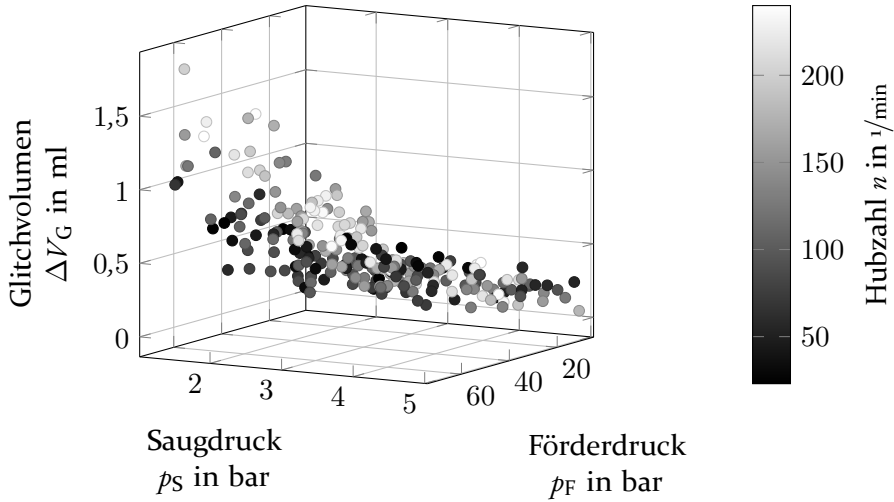 Glitchvolumen
ΔV_G in ml
1,5
1
0,5
0
2
3
4
5
60
40
20
Saugdruck
p_S in bar
Förderdruck
p_F in bar
200
150
100
50
Hubzahl n in 1/min